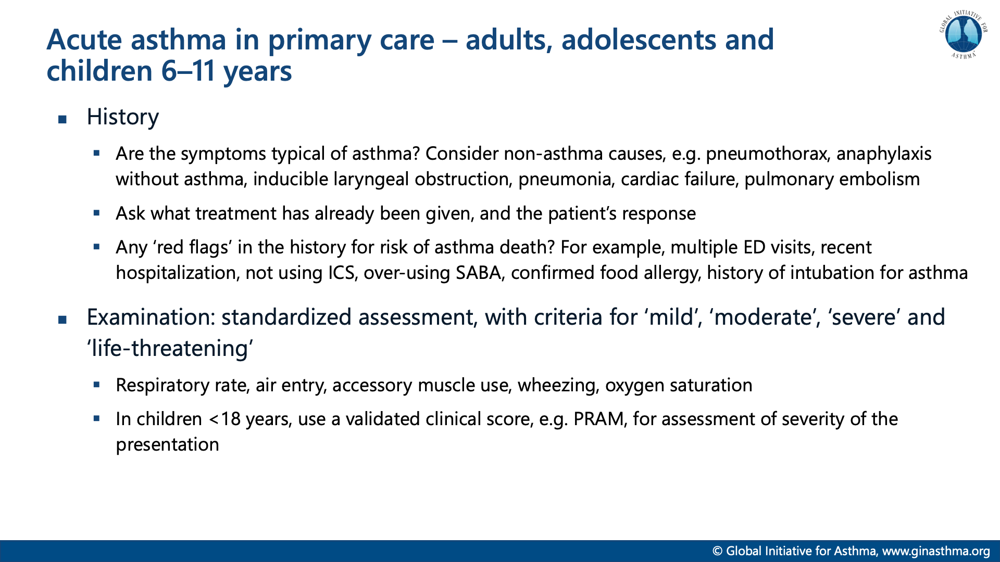 Acute asthma in primary care – adults, adolescents and
children 6–11 years
GLOBAL INITIATIVE FOR
ASTHMA
History
Are the symptoms typical of asthma? Consider non-asthma causes, e.g. pneumothorax, anaphylaxis
without asthma, inducible laryngeal obstruction, pneumonia, cardiac failure, pulmonary embolism
Ask what treatment has already been given, and the patient’s response
Any ‘red flags’ in the history for risk of asthma death? For example, multiple ED visits, recent
hospitalization, not using ICS, over-using SABA, confirmed food allergy, history of intubation for asthma
Examination: standardized assessment, with criteria for ‘mild’, ‘moderate’, ‘severe’ and
‘life-threatening’
Respiratory rate, air entry, accessory muscle use, wheezing, oxygen saturation
In children <18 years, use a validated clinical score, e.g. PRAM, for assessment of severity of the
presentation
© Global Initiative for Asthma, www.ginasthma.org